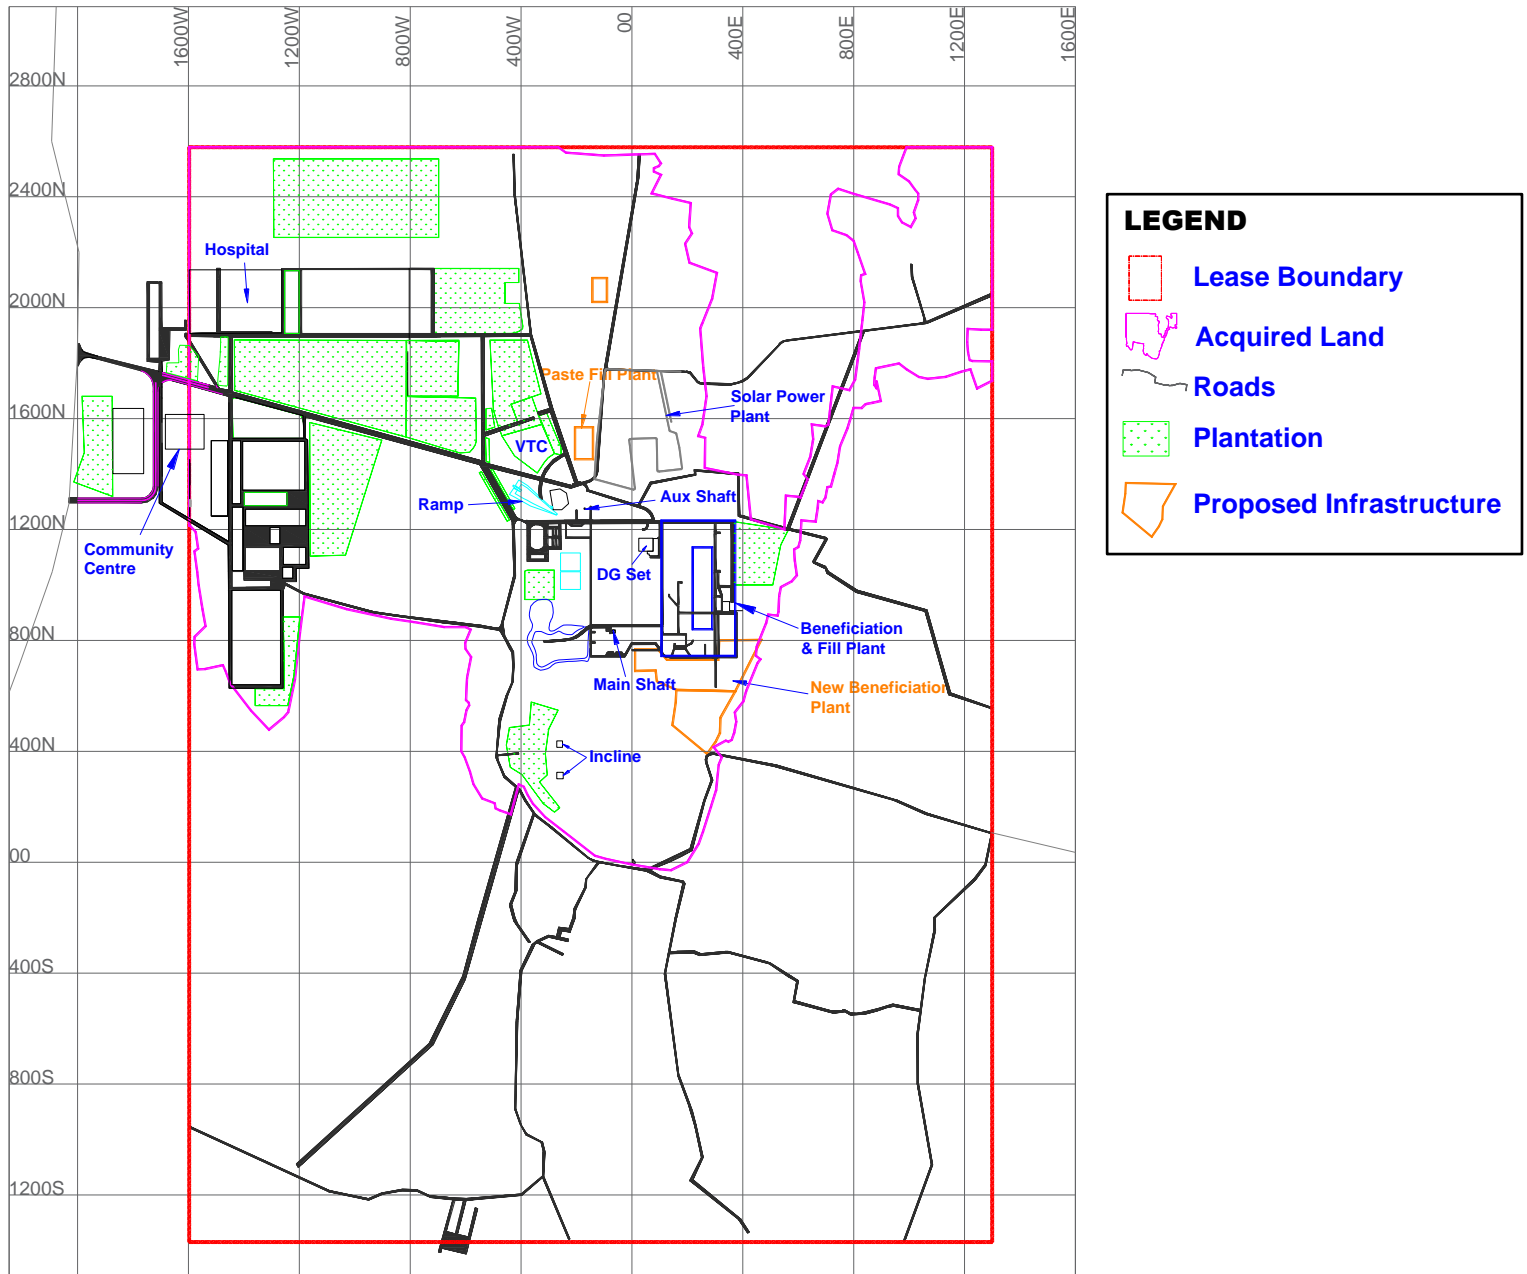 1600W
1200W
800W
400W
00
400E
800E
1200E
1600E
2800N
2400N
2000N
1600N
1200N
800N
400N
00
400S
800S
1200S
Hospital
Paste Fill Plant
Solar Power
Plant
VTC
Ramp
Aux Shaft
Community
Centre
DG Set
Beneficiation
& Fill Plant
Main Shaft
New Beneficiation
Plant
Incline
LEGEND
Lease Boundary
Acquired Land
Roads
Plantation
Proposed Infrastructure